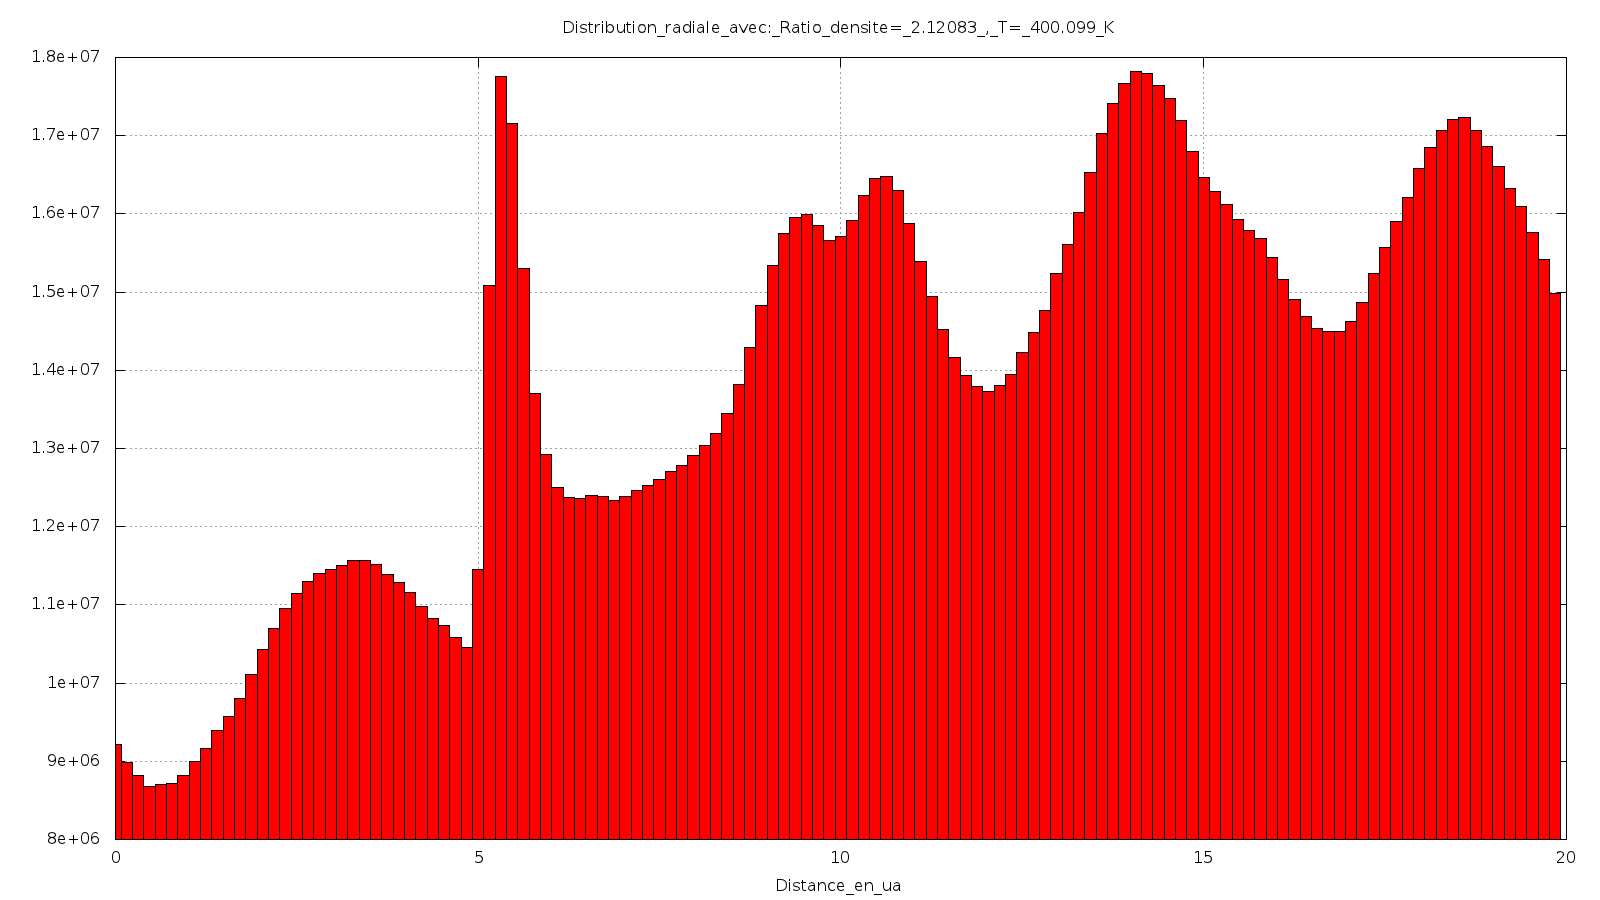 Distribution_radiale_avec:_Ratio_densite=_2.12083_,_T=_400.099_K
1.8e+07
1.7e+07
1.6e+07
1.5e+07
1.4e+07
1.3e+07
1.2e+07
1.1e+07
1e+07
9e+06
8e+06
0 5 10 15 20
Distance_en_ua